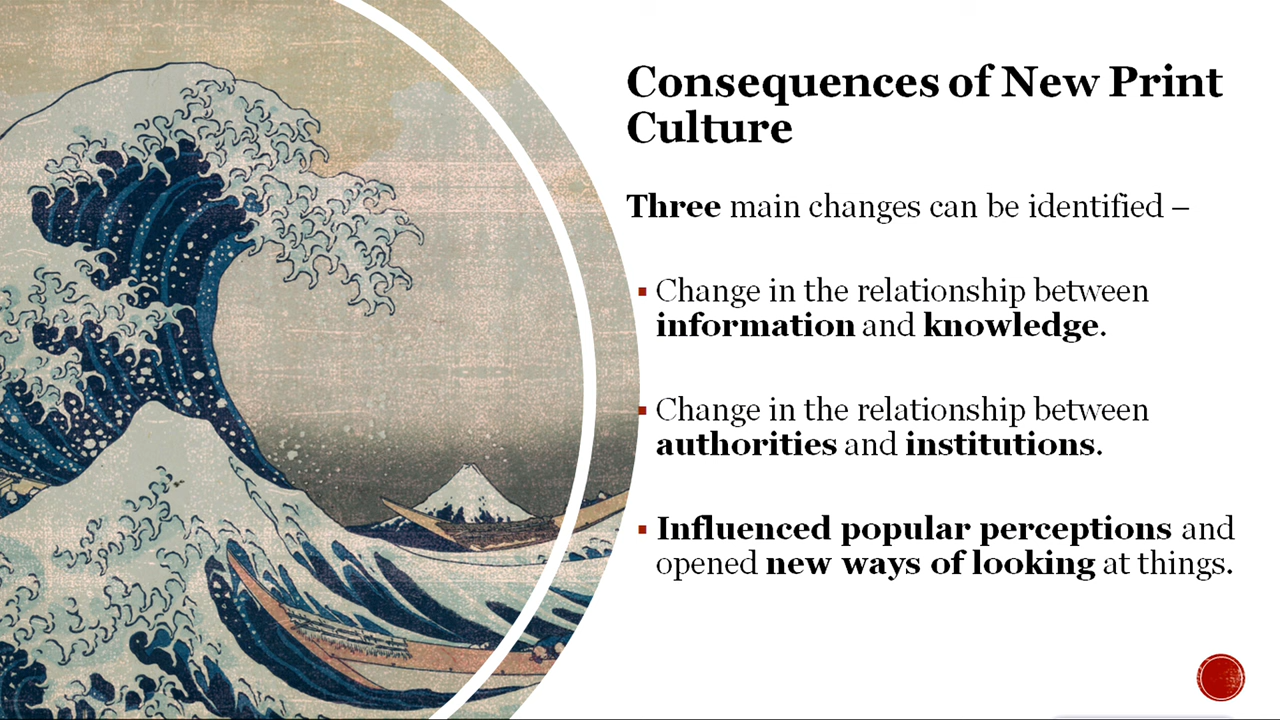 Consequences of New Print
Culture
Three main changes can be identified –
▪ Change in the relationship between
information and knowledge.
▪ Change in the relationship between
authorities and institutions.
▪ Influenced popular perceptions and
opened new ways of looking at things.